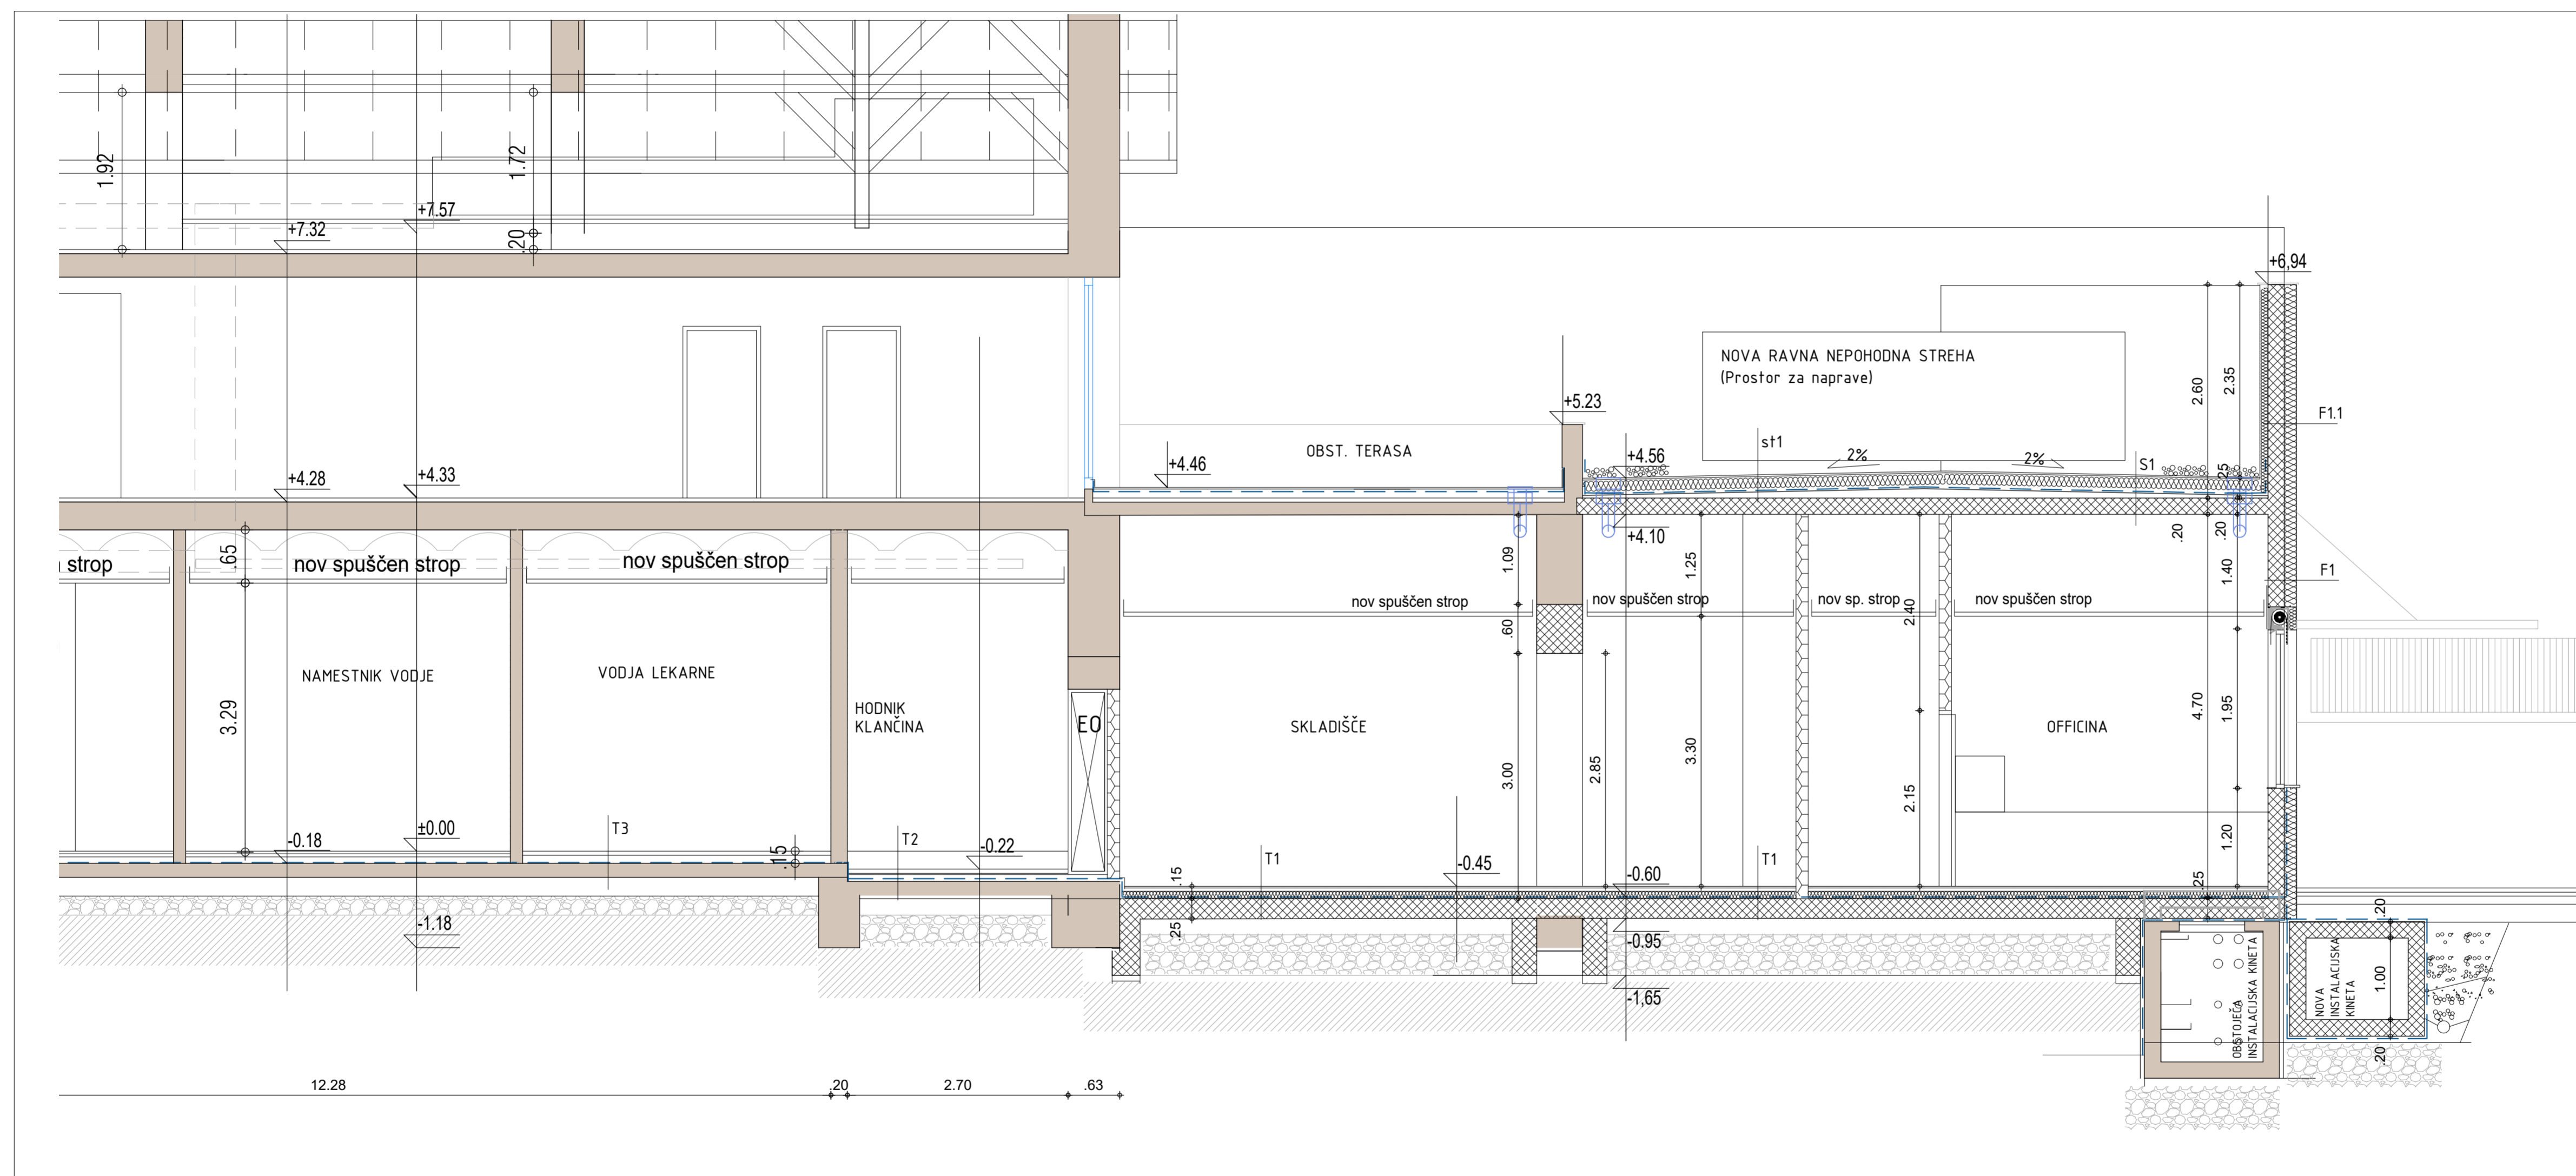 1.92
1.72
.20
+7.32
+7.57
+6,94
NOVA RAVNA NEPOHODNA STREHA
(Prostor za naprave)
2.60
2.35
F1.1
+5.23
OBST. TERASA
+4.46
+4.56
st1
2%
2%
S1
.25
+4.28
+4.33
+4.10
.20
.20
.65
strop
nov spuščen strop
nov spuščen strop
1.09
1.25
2.40
1.40
F1
nov spuščen strop
nov spuščen strop
nov sp. strop
nov spuščen strop
.60
3.29
NAMESTNIK VODJE
VODJA LEKARNE
HODNIK
KLANČINA
EO
SKLADIŠČE
OFFICINA
3.00
2.85
3.30
2.15
4.70
1.95
1.20
-0.18
±0.00
T3
.15
T2
-0.22
T1
-0.45
T1
-0.60
.15
.25
.25
-1.18
-0.95
-1,65
OBSTOJEČA
INSTALACIJSKA KINETA
NOVA
INSTALACIJSKA
KINETA
.20
1.00
.20
12.28
.20
2.70
.63